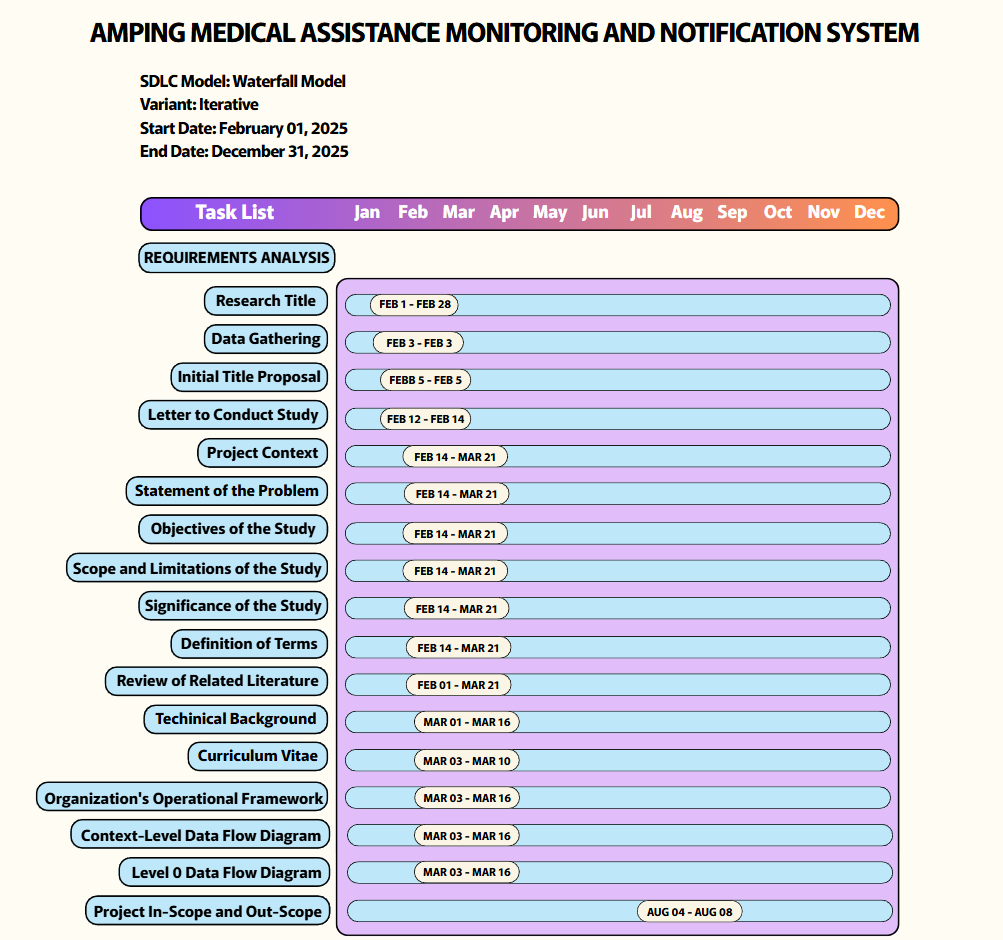 AMPING MEDICAL ASSISTANCE MONITORING AND NOTIFICATION SYSTEM
SDLC Model: Waterfall Model
Variant: Iterative
Start Date: February 01, 2025
End Date: December 31, 2025
Task List Jan Feb Mar Apr May Jun Jul Aug Sep Oct Nov Dec
REQUIREMENTS ANALYSIS
Research Title FEB 1 - FEB 28
Data Gathering FEB 3 - FEB 3
Initial Title Proposal FEBB 5 - FEB 5
Letter to Conduct Study FEB 12 - FEB 14
Project Context FEB 14 - MAR 21
Statement of the Problem FEB 14 - MAR 21
Objectives of the Study FEB 14 - MAR 21
Scope and Limitations of the Study FEB 14 - MAR 21
Significance of the Study FEB 14 - MAR 21
Definition of Terms FEB 14 - MAR 21
Review of Related Literature FEB 01 - MAR 21
Techinical Background MAR 01 - MAR 16
Curriculum Vitae MAR 03 - MAR 10
Organization's Operational Framework MAR 03 - MAR 16
Context-Level Data Flow Diagram MAR 03 - MAR 16
Level 0 Data Flow Diagram MAR 03 - MAR 16
Project In-Scope and Out-Scope AUG 04 - AUG 08